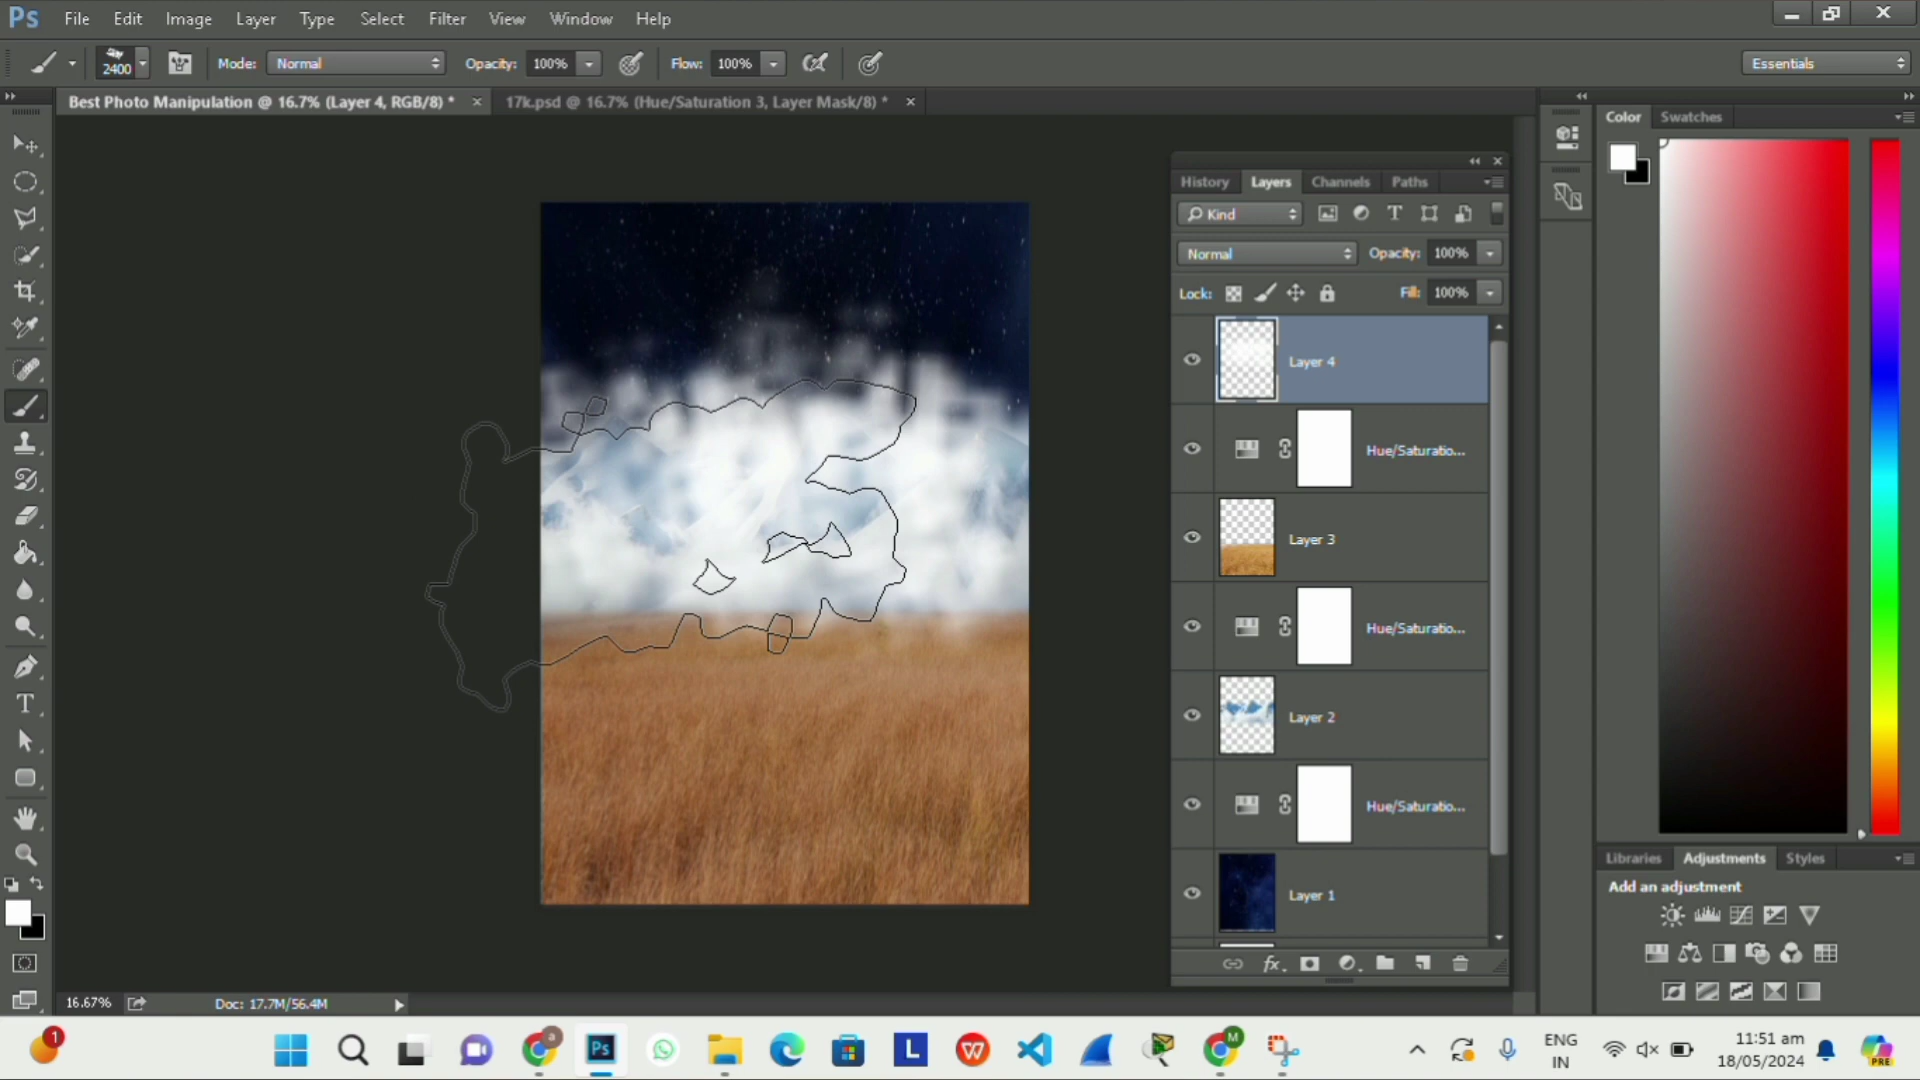 Ps File Edit Image Layer Type Select Filter View Window Help
2400 Mode: Normal Opacity: 100% Flow: 100% Essentials
Best Photo Manipulation @ 16.7% (Layer 4, RGB/8) * × 17k.psd @ 16.7% (Hue/Saturation 3, Layer Mask/8) * ×
Color Swatches
History Layers Channels Paths
Kind
Normal Opacity: 100%
Lock: Fill: 100%
Layer 4
Hue/Saturatio...
Layer 3
Hue/Saturatio...
Layer 2
Hue/Saturatio...
Layer 1
Libraries Adjustments Styles
Add an adjustment
fx
16.67% Doc: 17.7M/56.4M
1 a Ps L W M
ENG
IN
11:51 am
18/05/2024
PRE